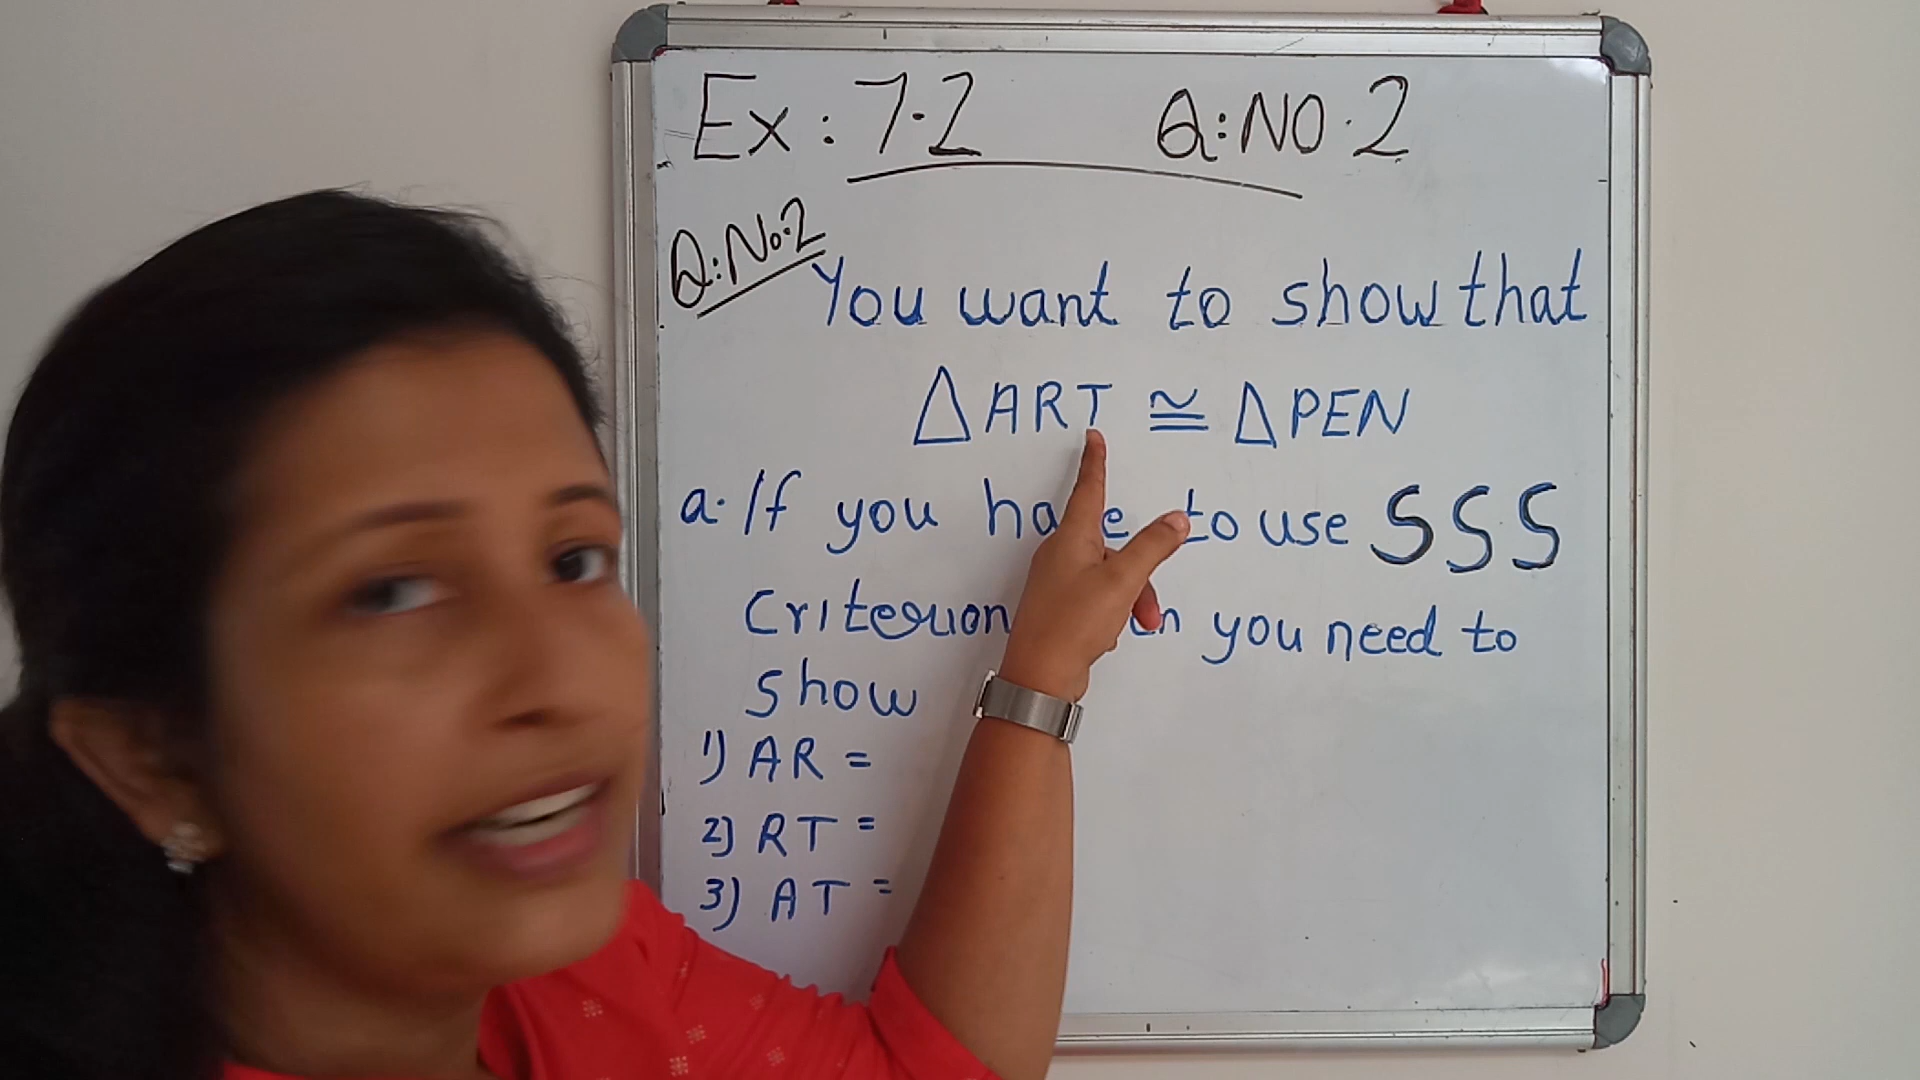 Ex: 7.2 Q:NO.2
Q:No.2
You want to show that
△ART ≅ △PEN
a. If you have to use SSS
Criterion you need to
show
1) AR =
2) RT =
3) AT =